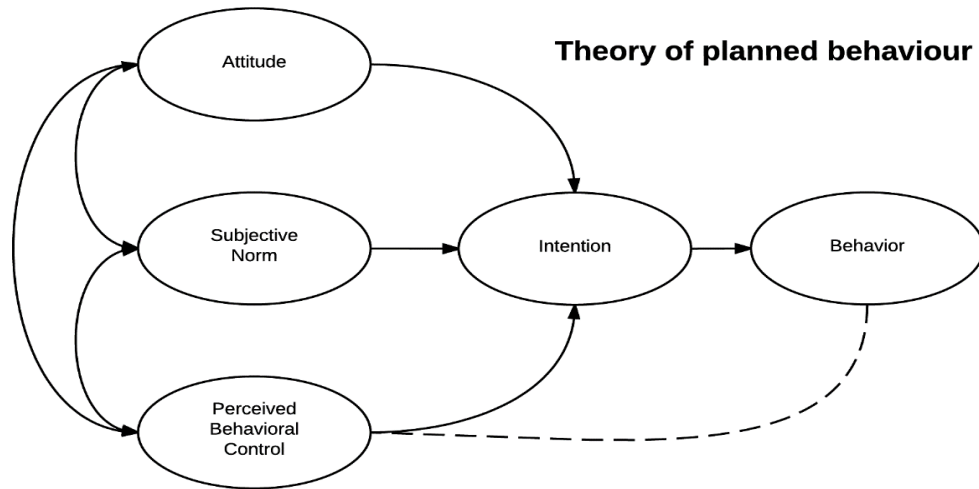 Attitude
Theory of planned behaviour
Subjective
Norm
Intention
Behavior
Perceived
Behavioral
Control